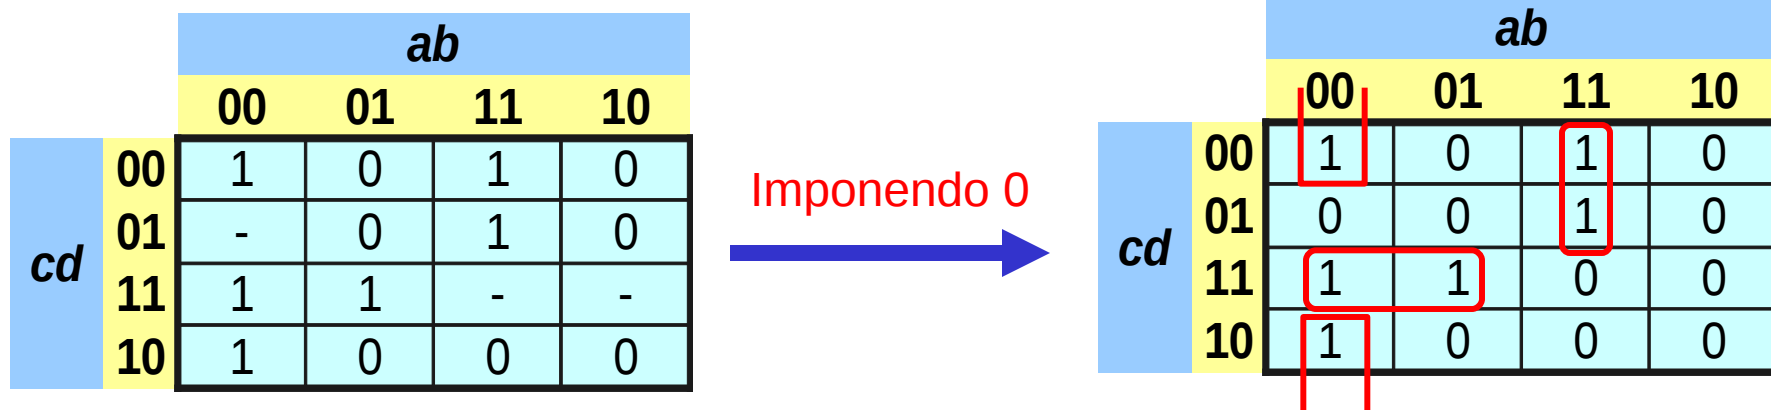 ab
00 01 11 10
cd
00 1 0 1 0
01 - 0 1 0
11 1 1 - -
10 1 0 0 0
Imponendo 0
ab
00 01 11 10
cd
00 1 0 1 0
01 0 0 1 0
11 1 1 0 0
10 1 0 0 0